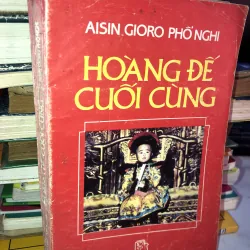 AISIN GIORO PHỔ NGHI
HOÀNG ĐẾ
CUỐI CÙNG